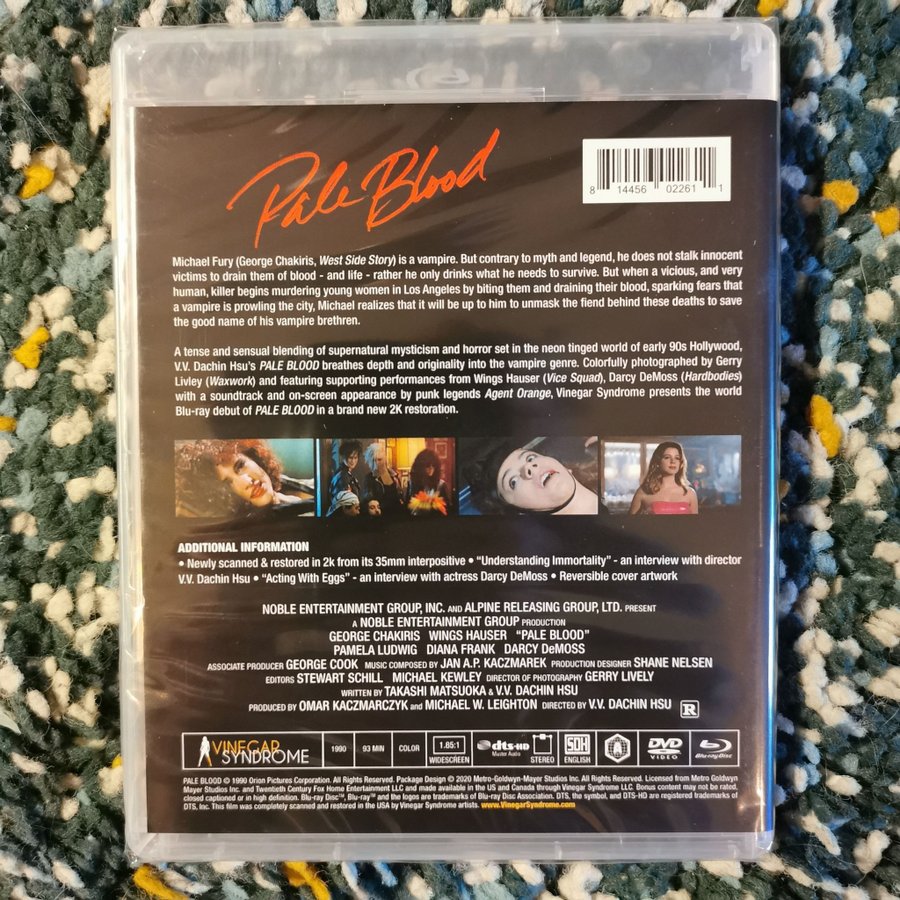 Pale Blood
8 14456 02261 1
Michael Fury (George Chakiris, West Side Story) is a vampire. But contrary to myth and legend, he does not stalk innocent
victims to drain them of blood - and life - rather he only drinks what he needs to survive. But when a vicious, and very
human, killer begins murdering young women in Los Angeles by biting them and draining their blood, sparking fears that
a vampire is prowling the city, Michael realizes that it will be up to him to unmask the fiend behind these deaths to save
the good name of his vampire brethren.
A tense and sensual blending of supernatural mysticism and horror set in the neon tinged world of early 90s Hollywood,
V.V. Dachin Hsu's PALE BLOOD breathes depth and originality into the vampire genre. Colorfully photographed by Gerry
Livley (Waxwork) and featuring supporting performances from Wings Hauser (Vice Squad), Darcy DeMoss (Hardbodies)
with a soundtrack and on-screen appearance by punk legends Agent Orange, Vinegar Syndrome presents the world
Blu-ray debut of PALE BLOOD in a brand new 2K restoration.
ADDITIONAL INFORMATION
• Newly scanned & restored in 2k from its 35mm interpositive • "Understanding Immortality" - an interview with director
V.V. Dachin Hsu • "Acting With Eggs" - an interview with actress Darcy DeMoss • Reversible cover artwork
NOBLE ENTERTAINMENT GROUP, INC. AND ALPINE RELEASING GROUP, LTD. PRESENT
A NOBLE ENTERTAINMENT GROUP PRODUCTION
GEORGE CHAKIRIS WINGS HAUSER "PALE BLOOD"
PAMELA LUDWIG DIANA FRANK DARCY DeMOSS
ASSOCIATE PRODUCER GEORGE COOK MUSIC COMPOSED BY JAN A.P. KACZMAREK PRODUCTION DESIGNER SHANE NELSEN
EDITORS STEWART SCHILL MICHAEL KEWLEY DIRECTOR OF PHOTOGRAPHY GERRY LIVELY
WRITTEN BY TAKASHI MATSUOKA & V.V. DACHIN HSU
PRODUCED BY OMAR KACZMARCZYK AND MICHAEL W. LEIGHTON DIRECTED BY V.V. DACHIN HSU R
VINEGAR SYNDROME 1990 93 MIN COLOR 1.85:1 WIDESCREEN dts-HD Master Audio STEREO SDH ENGLISH DVD VIDEO Blu-ray Disc
PALE BLOOD © 1990 Orion Pictures Corporation. All Rights Reserved. Package Design © 2020 Metro-Goldwyn-Mayer Studios Inc. All Rights Reserved. Licensed from Metro Goldwyn
Mayer Studios Inc. and Twentieth Century Fox Home Entertainment LLC and made available in the US and Canada through Vinegar Syndrome LLC. Bonus content may not be rated,
closed captioned or in high definition. Blu-ray Disc™, Blu-ray™ and the logos are trademarks of Blu-ray Disc Association. DTS, the symbol, and DTS-HD are registered trademarks of
DTS, Inc. This film was completely scanned and restored in the USA by Vinegar Syndrome artists. www.VinegarSyndrome.com